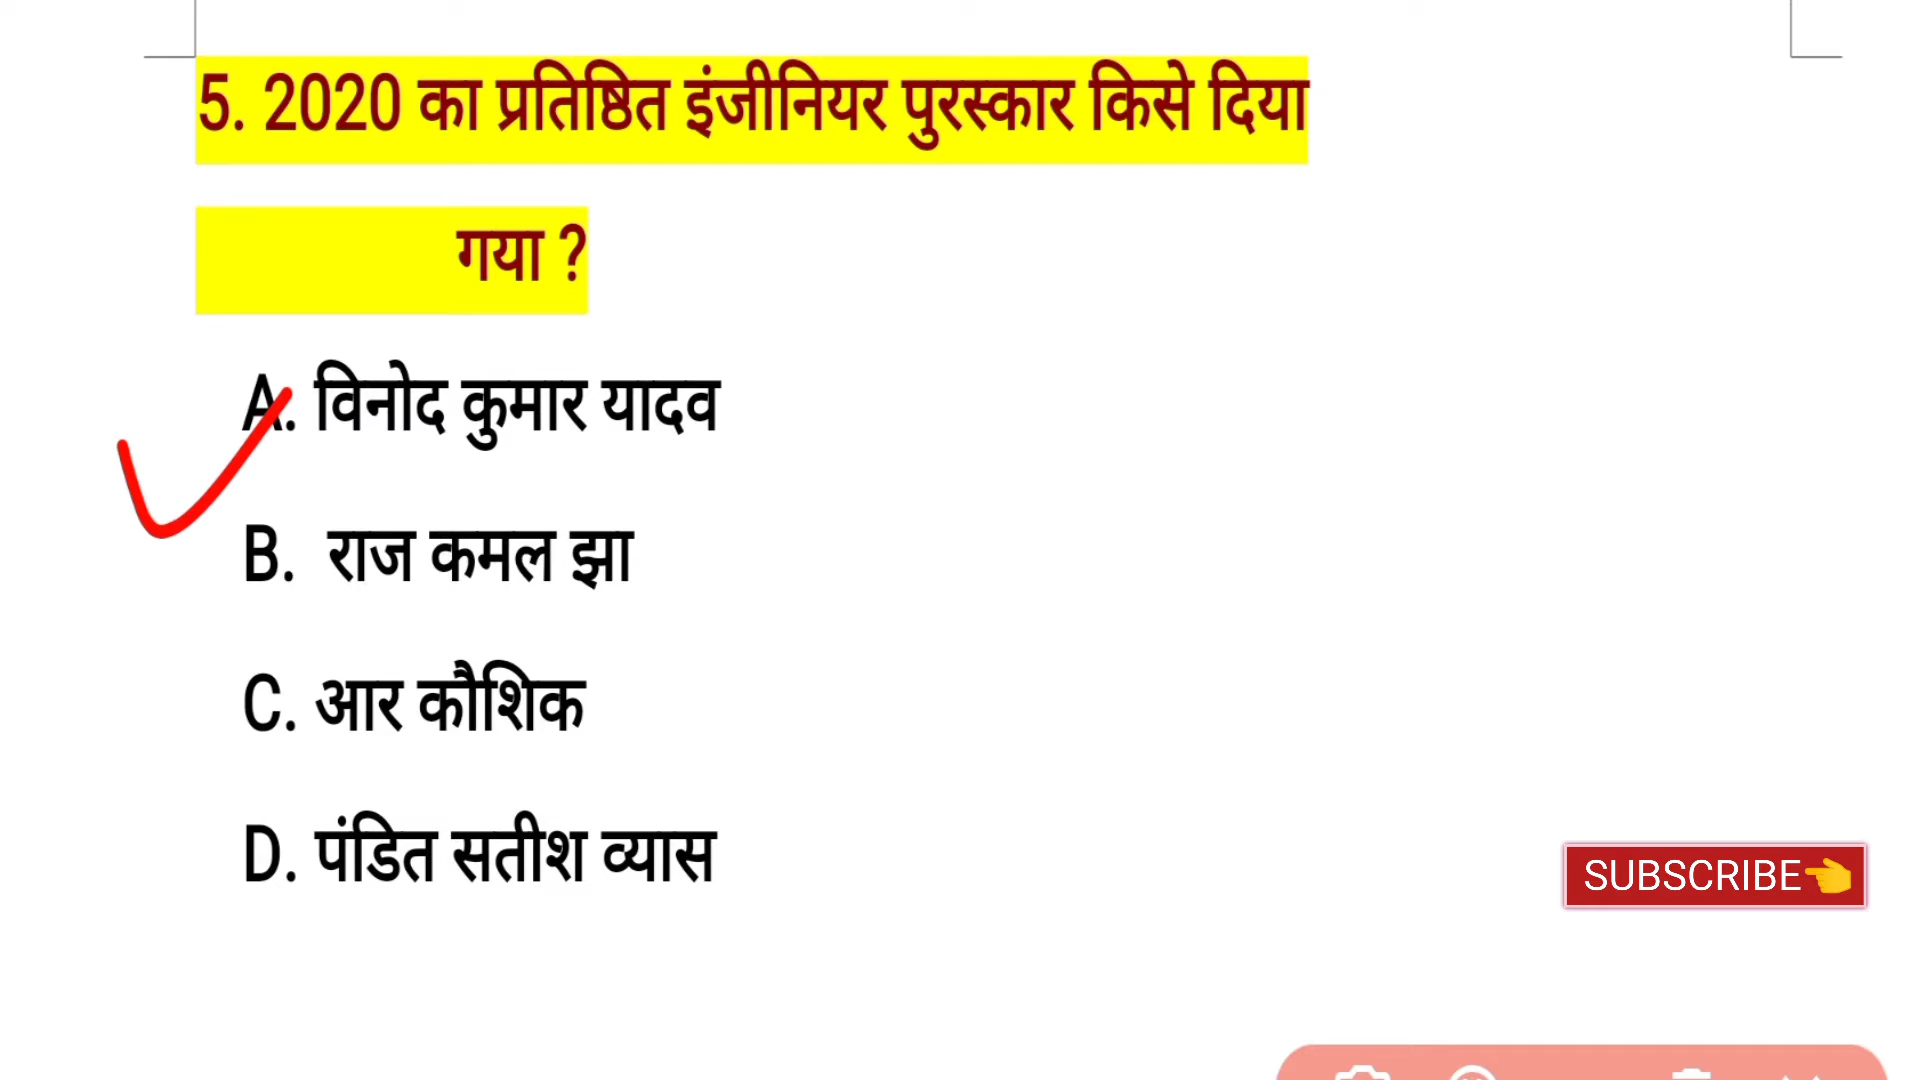 5. 2020 का प्रतिष्ठित इंजीनियर पुरस्कार किसे दिया
गया ?
A. विनोद कुमार यादव
B. राज कमल झा
C. आर कौशिक
D. पंडित सतीश व्यास
SUBSCRIBE👈